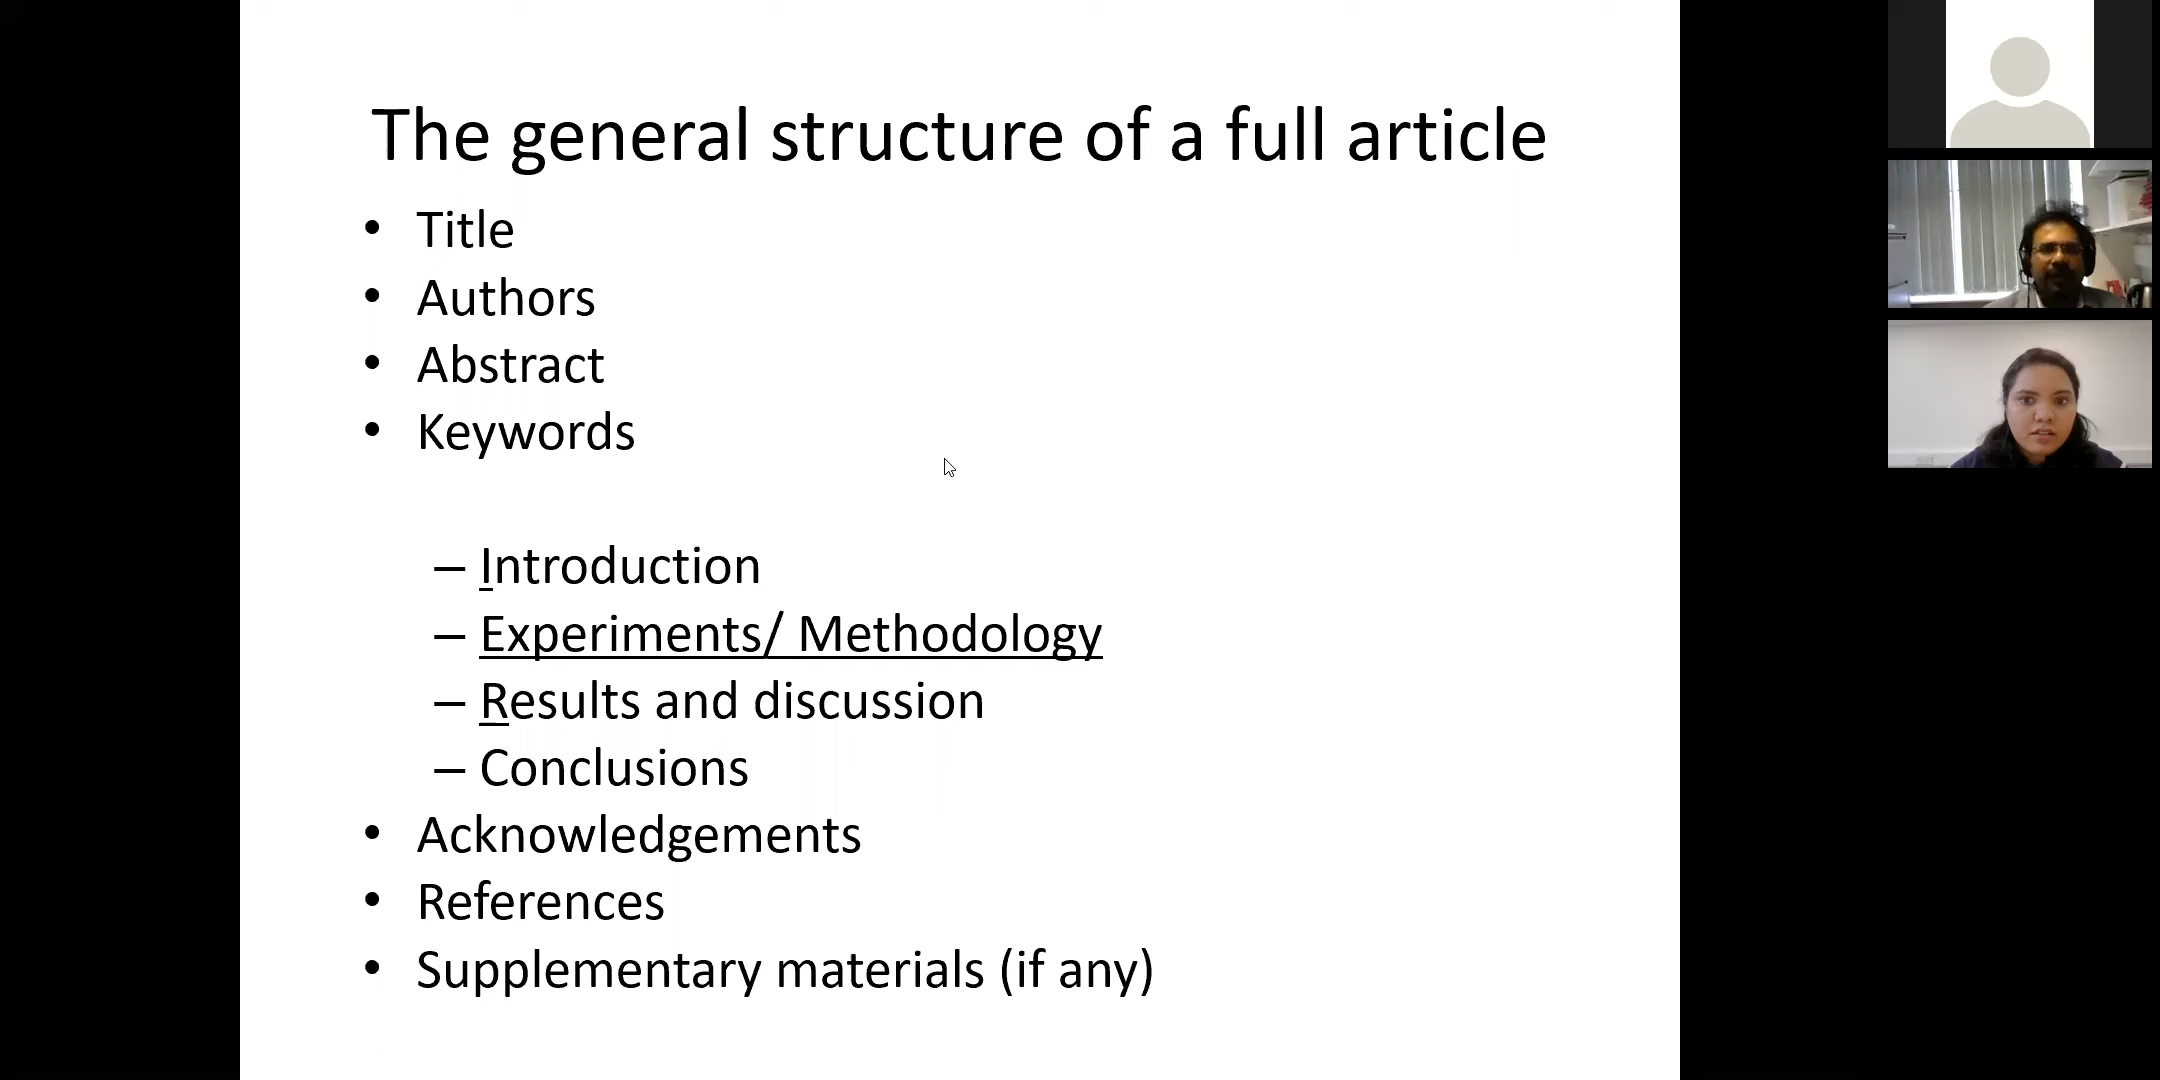 The general structure of a full article
• Title
• Authors
• Abstract
• Keywords
– Introduction
– Experiments/ Methodology
– Results and discussion
– Conclusions
• Acknowledgements
• References
• Supplementary materials (if any)